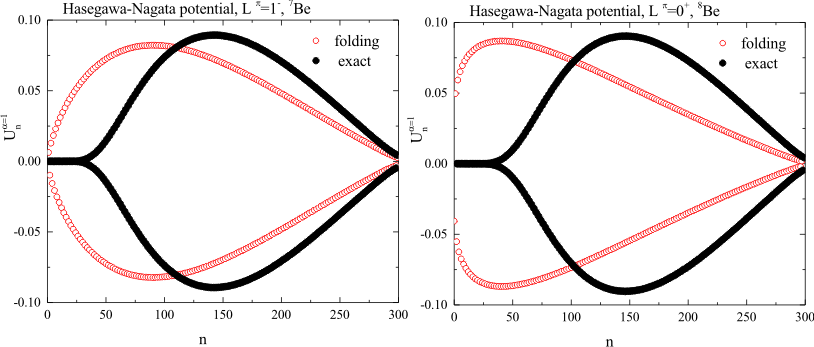 Hasegawa-Nagata potential, L π=1-, 7Be
0.10
0.05
0.00
-0.05
-0.10
Unα=1
folding
exact
0 50 100 150 200 250 300
n
Hasegawa-Nagata potential, L π=0+, 8Be
0.10
0.05
0.00
-0.05
-0.10
Unα=1
folding
exact
0 50 100 150 200 250 300
n